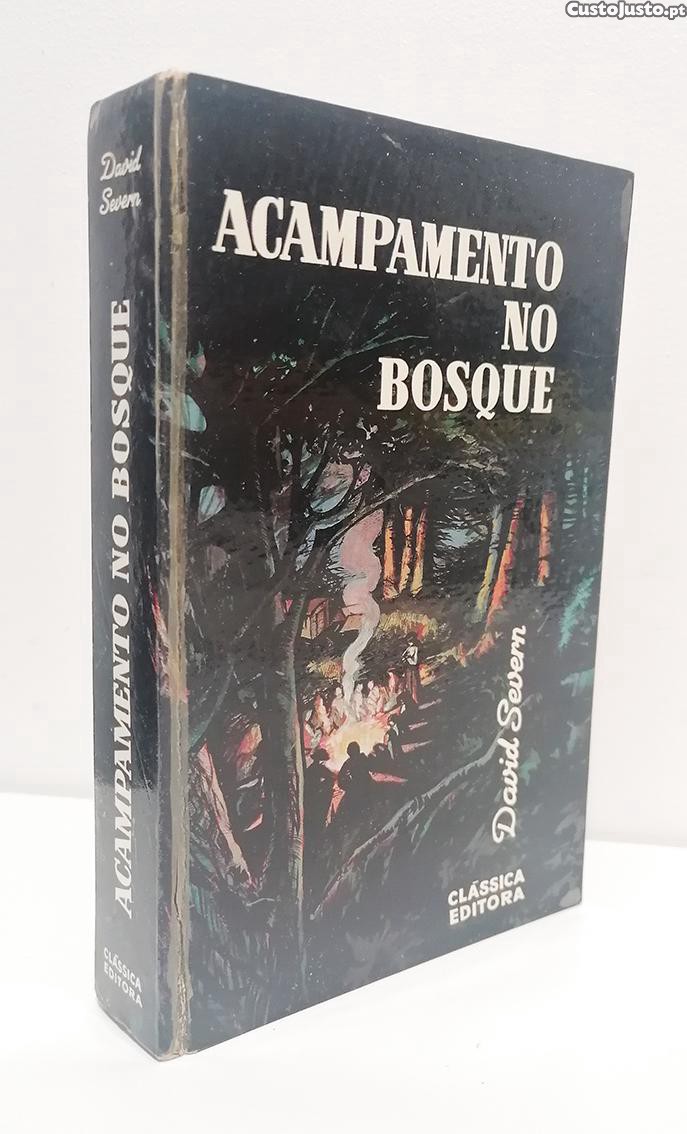 CustoJusto.pt
David
Severn
ACAMPAMENTO NO BOSQUE
CLÁSSICA
EDITORA
ACAMPAMENTO
NO
BOSQUE
David Severn
CLÁSSICA
EDITORA